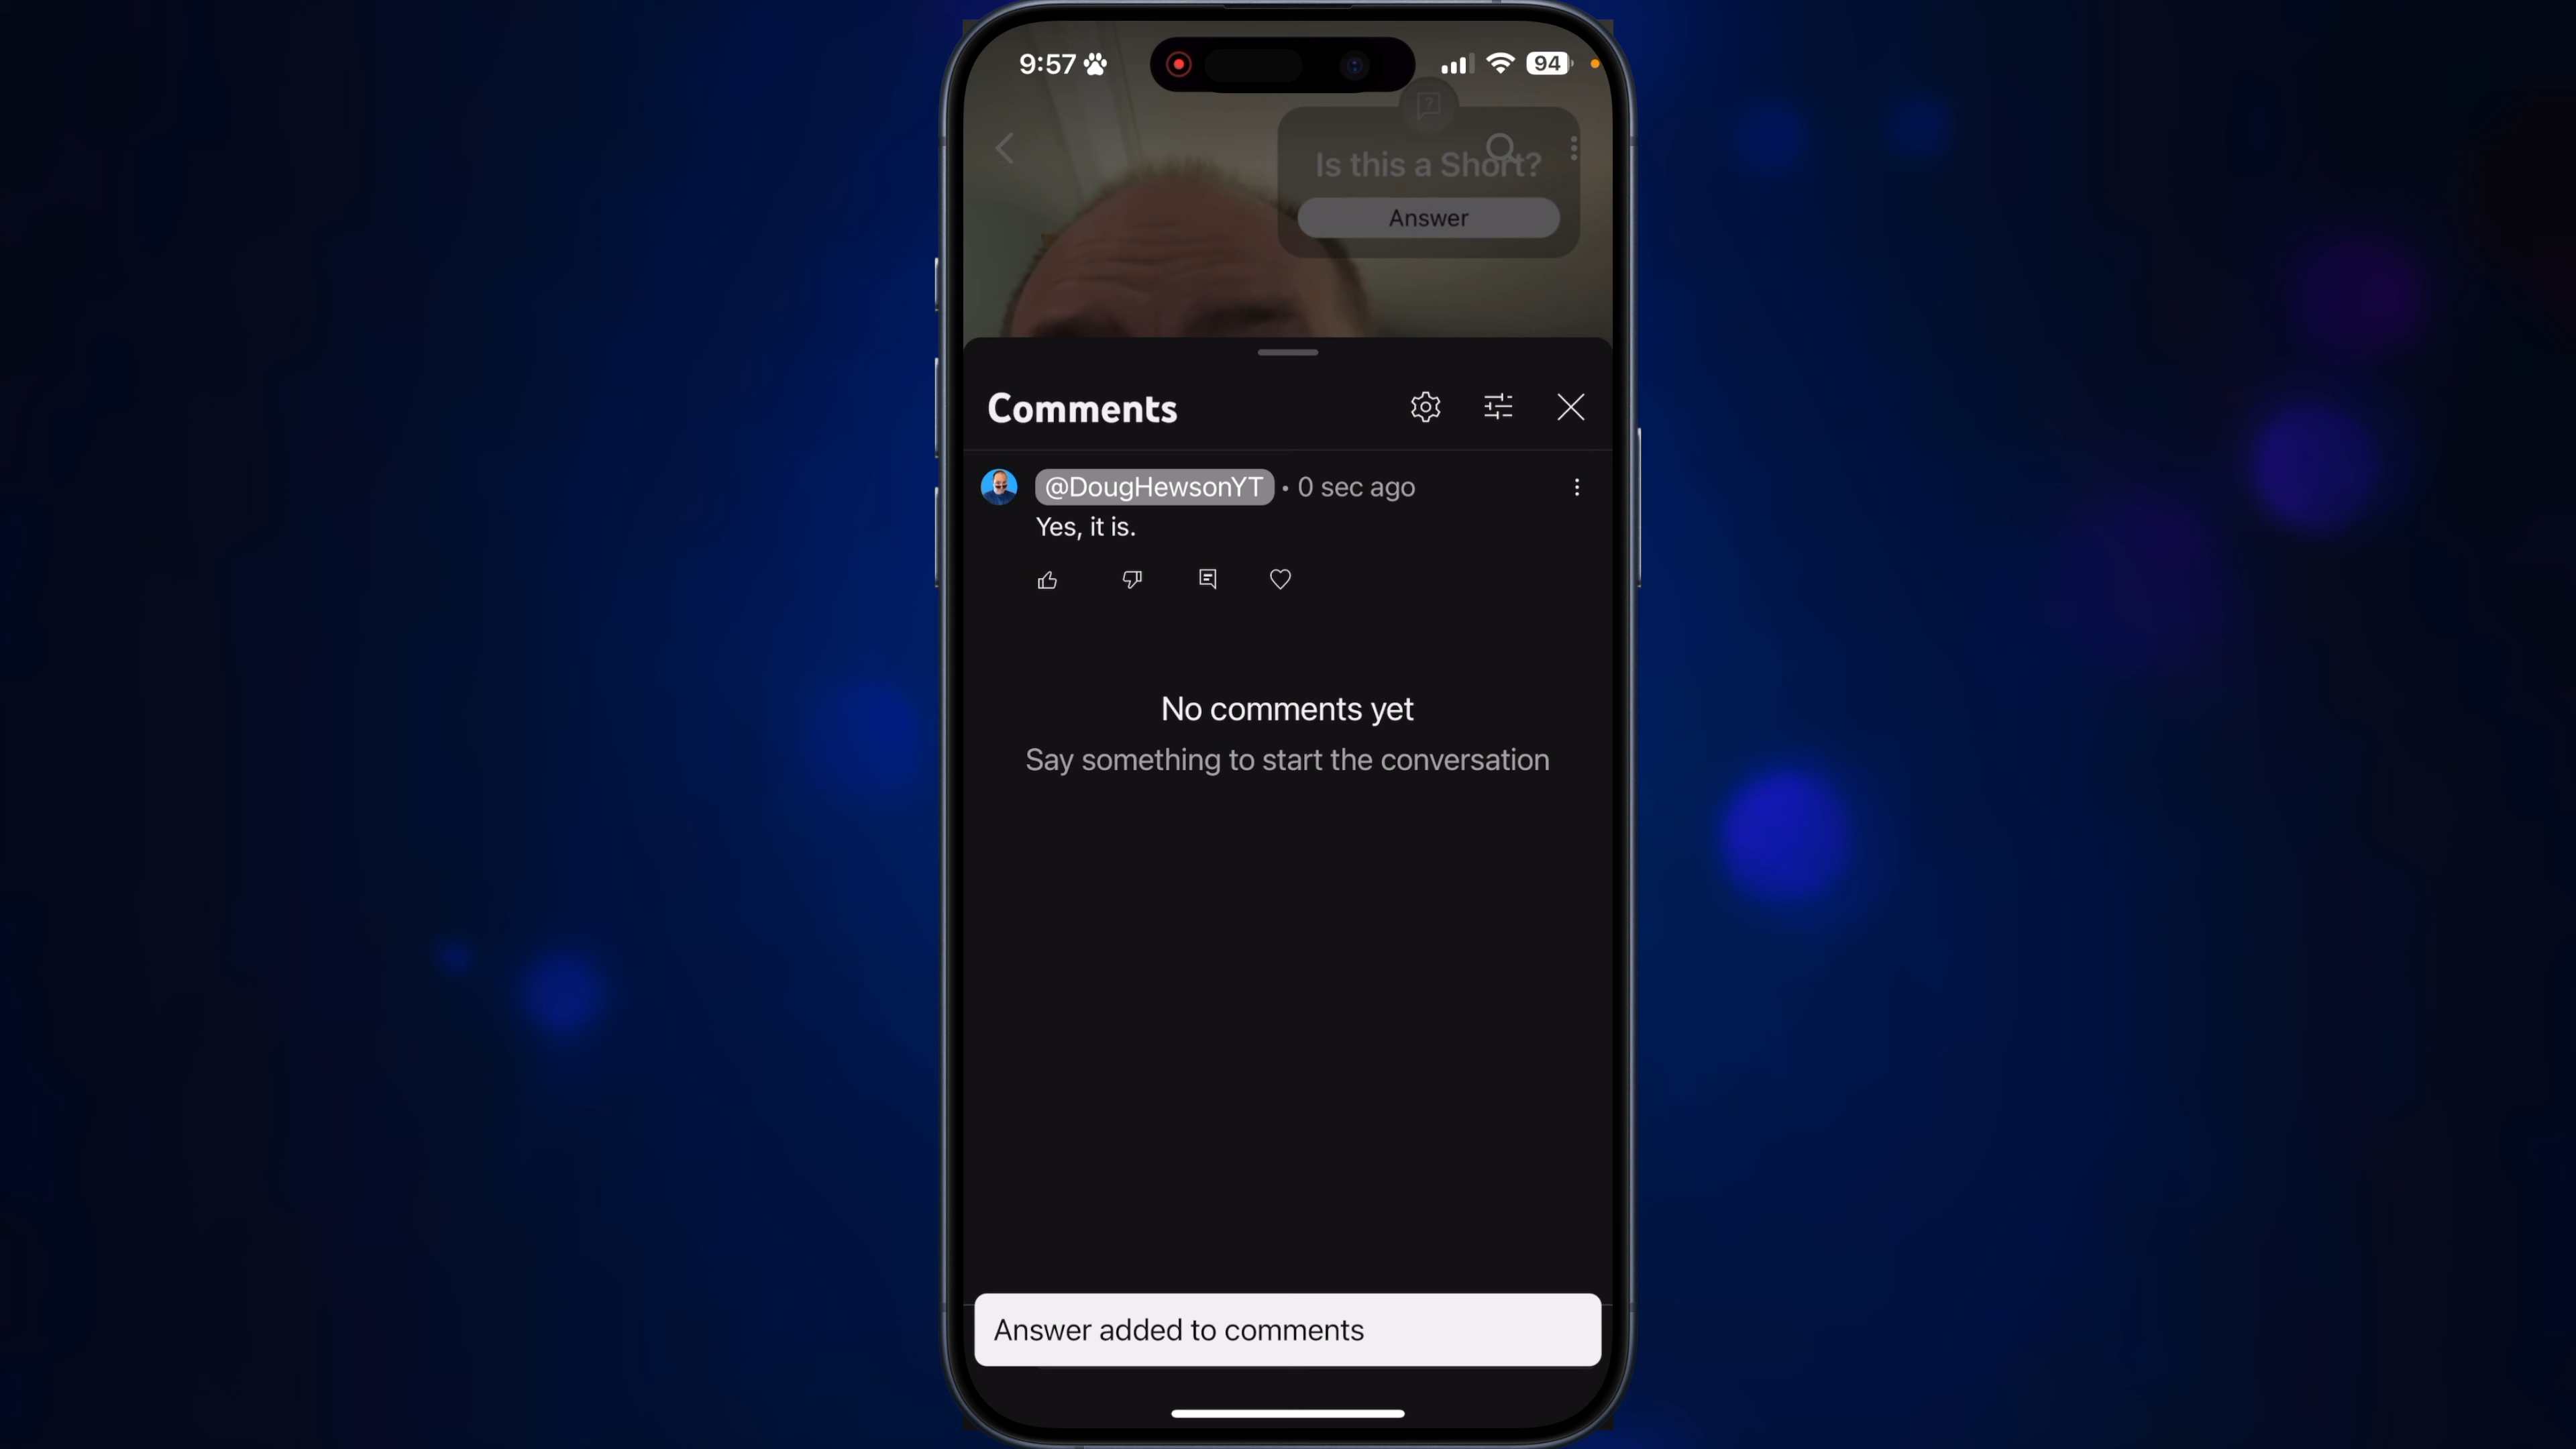 9:57
94
Is this a Short?
Answer
Comments
@DougHewsonYT • 0 sec ago
Yes, it is.
No comments yet
Say something to start the conversation
Answer added to comments